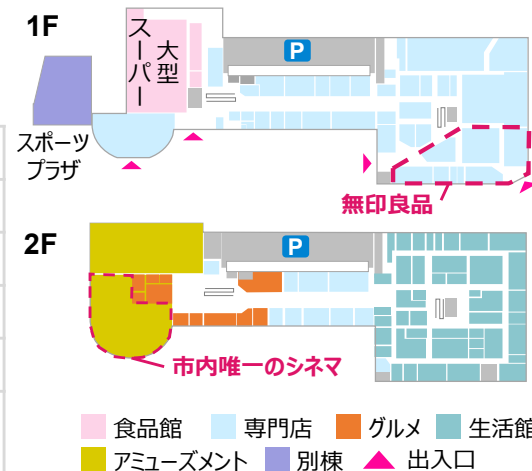 1F
大型
スーパー
P
スポーツ
プラザ
無印良品
2F
P
市内唯一のシネマ
食品館
専門店
グルメ
生活館
アミューズメント
別棟
出入口